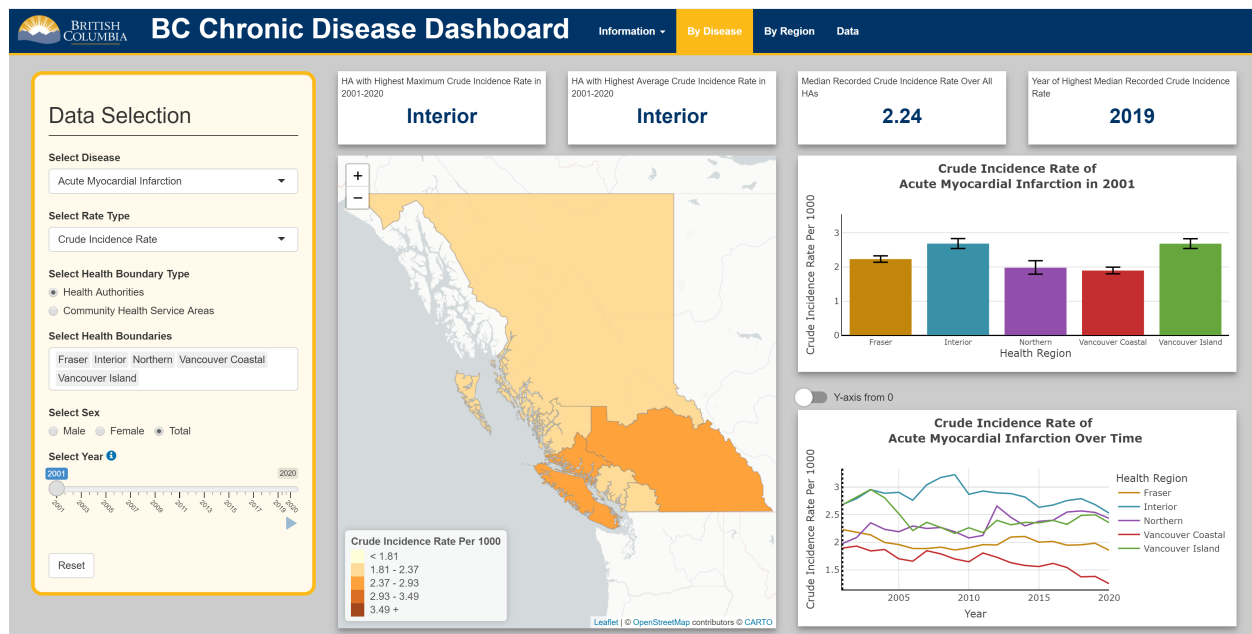 BRITISH
COLUMBIA
BC Chronic Disease Dashboard
Information
By Disease
By Region
Data
Data Selection
Select Disease
Acute Myocardial Infarction
Select Rate Type
Crude Incidence Rate
Select Health Boundary Type
Health Authorities
Community Health Service Areas
Select Health Boundaries
Fraser Interior Northern Vancouver Coastal
Vancouver Island
Select Sex
Male Female Total
Select Year
2001 2020
2001 2003 2005 2007 2009 2011 2013 2015 2017 2019 2020
Reset
HA with Highest Maximum Crude Incidence Rate in
2001-2020
Interior
HA with Highest Average Crude Incidence Rate in
2001-2020
Interior
Median Recorded Crude Incidence Rate Over All
HAs
2.24
Year of Highest Median Recorded Crude Incidence
Rate
2019
+
−
Crude Incidence Rate Per 1000
< 1.81
1.81 - 2.37
2.37 - 2.93
2.93 - 3.49
3.49 +
Leaflet | © OpenStreetMap contributors © CARTO
Crude Incidence Rate of
Acute Myocardial Infarction in 2001
Crude Incidence Rate Per 1000
3
2
1
0
Fraser Interior Northern Vancouver Coastal Vancouver Island
Health Region
Y-axis from 0
Crude Incidence Rate of
Acute Myocardial Infarction Over Time
Crude Incidence Rate Per 1000
3
2.5
2
1.5
2005 2010 2015 2020
Year
Health Region
Fraser
Interior
Northern
Vancouver Coastal
Vancouver Island